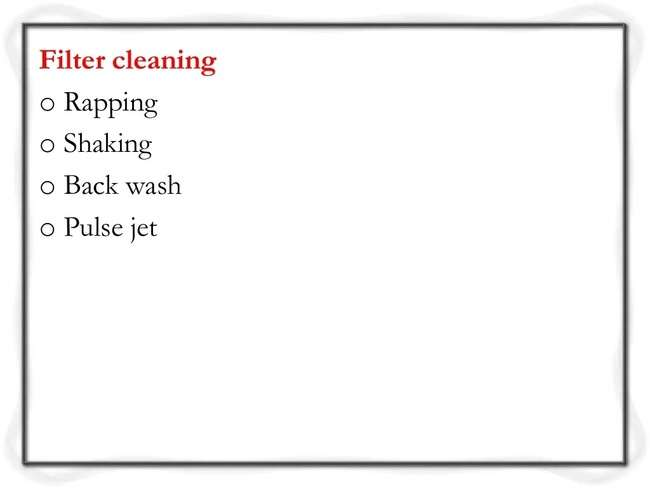 Filter cleaning
○ Rapping
○ Shaking
○ Back wash
○ Pulse jet